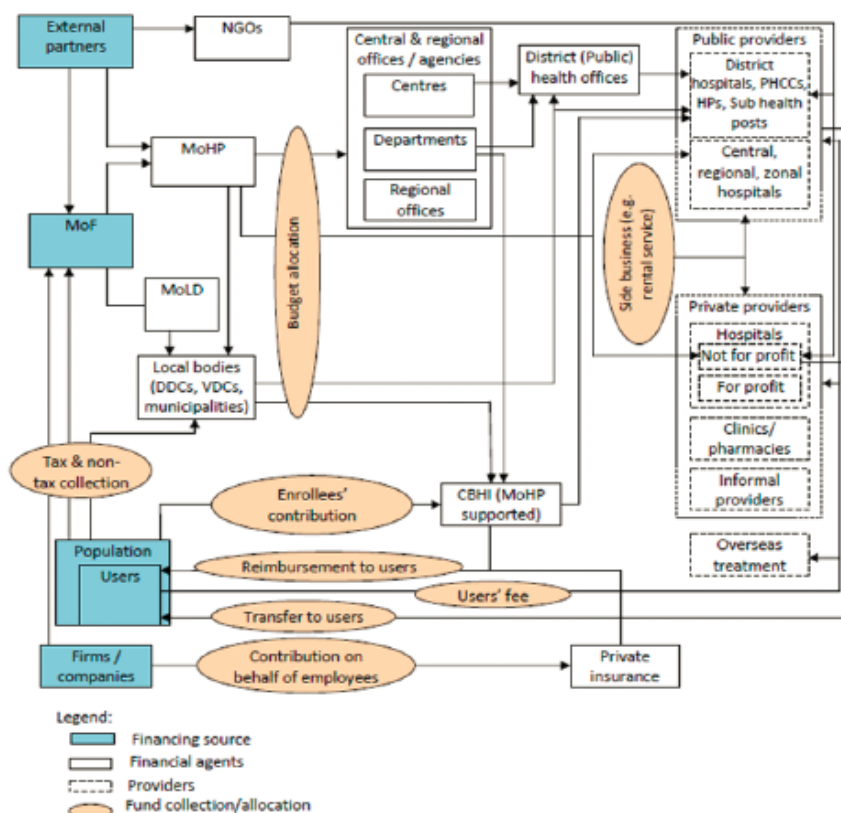 External
partners
NGOs
Central & regional
offices / agencies
Centres
Departments
Regional
offices
District (Public)
health offices
Public providers
District
hospitals, PHCCs,
HPs, Sub health
posts
Central,
regional, zonal
hospitals
MoHP
MoF
MoLD
Budget allocation
Side business (e.g.
rental service)
Local bodies
(DDCs, VDCs,
municipalities)
Private providers
Hospitals
Not for profit
For profit
Clinics/
pharmacies
Informal
providers
Tax & non-
tax collection
Enrollees'
contribution
CBHI (MoHP
supported)
Overseas
treatment
Population
Users
Reimbursement to users
Users' fee
Transfer to users
Firms /
companies
Contribution on
behalf of employees
Private
insurance
Legend:
Financing source
Financial agents
Providers
Fund collection/allocation